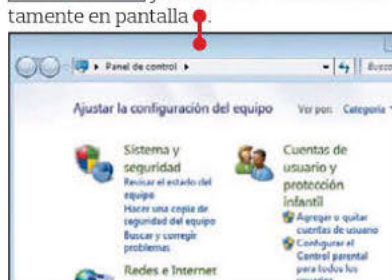 tamente en pantalla
Panel de control
Ajustar la configuración del equipo
Ver por: Categoría
Sistema y
seguridad
Revisar el estado del
equipo
Hacer una copia de
seguridad del equipo
Buscar y corregir
problemas
Redes e Internet
Cuentas de
usuario y
protección
infantil
Agregar o quitar
cuentas de usuario
Configurar el
Control parental
para todos los